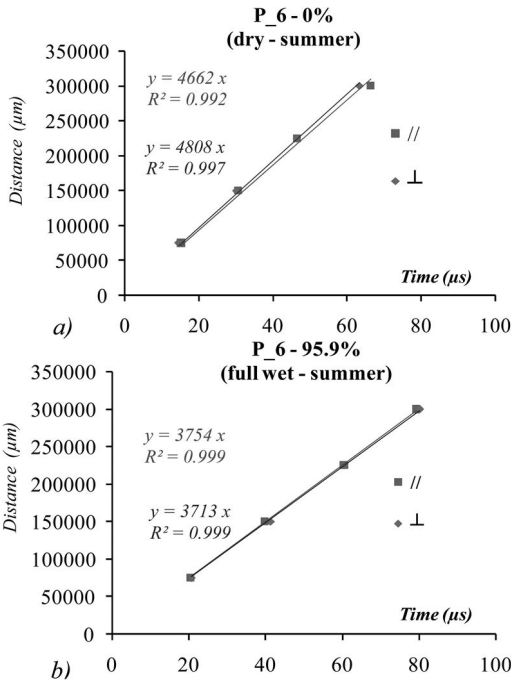 P_6 - 0%
(dry - summer)
350000
300000
250000
200000
150000
100000
50000
0
Distance (µm)
y = 4662 x
R² = 0.992
y = 4808 x
R² = 0.997
//
⊥
Time (µs)
a)
0 20 40 60 80 100
P_6 - 95.9%
(full wet - summer)
350000
300000
250000
200000
150000
100000
50000
0
Distance (µm)
y = 3754 x
R² = 0.999
y = 3713 x
R² = 0.999
//
⊥
Time (µs)
b)
0 20 40 60 80 100